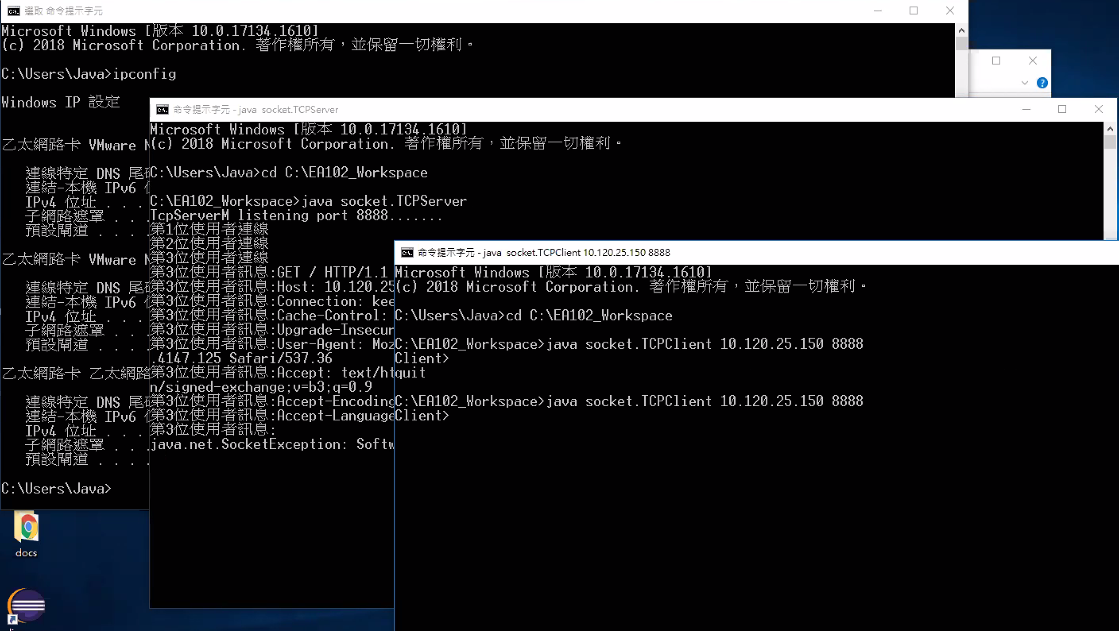 選取 命令提示字元
Microsoft Windows [版本 10.0.17134.1610]
(c) 2018 Microsoft Corporation. 著作權所有，並保留一切權利。
C:\Users\Java>ipconfig
Windows IP 設定
乙太網路卡 VMware
連線特定 DNS
連結-本機 IPv6
IPv4 位址 . . .
子網路遮罩 . . .
預設閘道 . . .
乙太網路卡 VMware
連線特定 DNS
連結-本機 IPv6
IPv4 位址 . . .
子網路遮罩 . . .
預設閘道 . . .
乙太網路卡 乙太網路
連線特定 DNS
連結-本機 IPv6
IPv4 位址 . . .
子網路遮罩 . . .
預設閘道 . . .
C:\Users\Java>
命令提示字元 - java socket.TCPServer
Microsoft Windows [版本 10.0.17134.1610]
(c) 2018 Microsoft Corporation. 著作權所有，並保留一切權利。
C:\Users\Java>cd C:\EA102_Workspace
C:\EA102_Workspace>java socket.TCPServer
TcpServerM listening port 8888.......
第1位使用者連線
第2位使用者連線
第3位使用者連線
第3位使用者訊息:GET / HTTP/1.1
第3位使用者訊息:Host: 10.120.25
第3位使用者訊息:Connection: kee
第3位使用者訊息:Cache-Control:
第3位使用者訊息:Upgrade-Insecur
第3位使用者訊息:User-Agent: Moz
.4147.125 Safari/537.36
第3位使用者訊息:Accept: text/ht
n/signed-exchange;v=b3;q=0.9
第3位使用者訊息:Accept-Encoding
第3位使用者訊息:Accept-Language
第3位使用者訊息:
java.net.SocketException: Softw
命令提示字元 - java socket.TCPClient 10.120.25.150 8888
Microsoft Windows [版本 10.0.17134.1610]
(c) 2018 Microsoft Corporation. 著作權所有，並保留一切權利。
C:\Users\Java>cd C:\EA102_Workspace
C:\EA102_Workspace>java socket.TCPClient 10.120.25.150 8888
Client>
quit
C:\EA102_Workspace>java socket.TCPClient 10.120.25.150 8888
Client>
docs